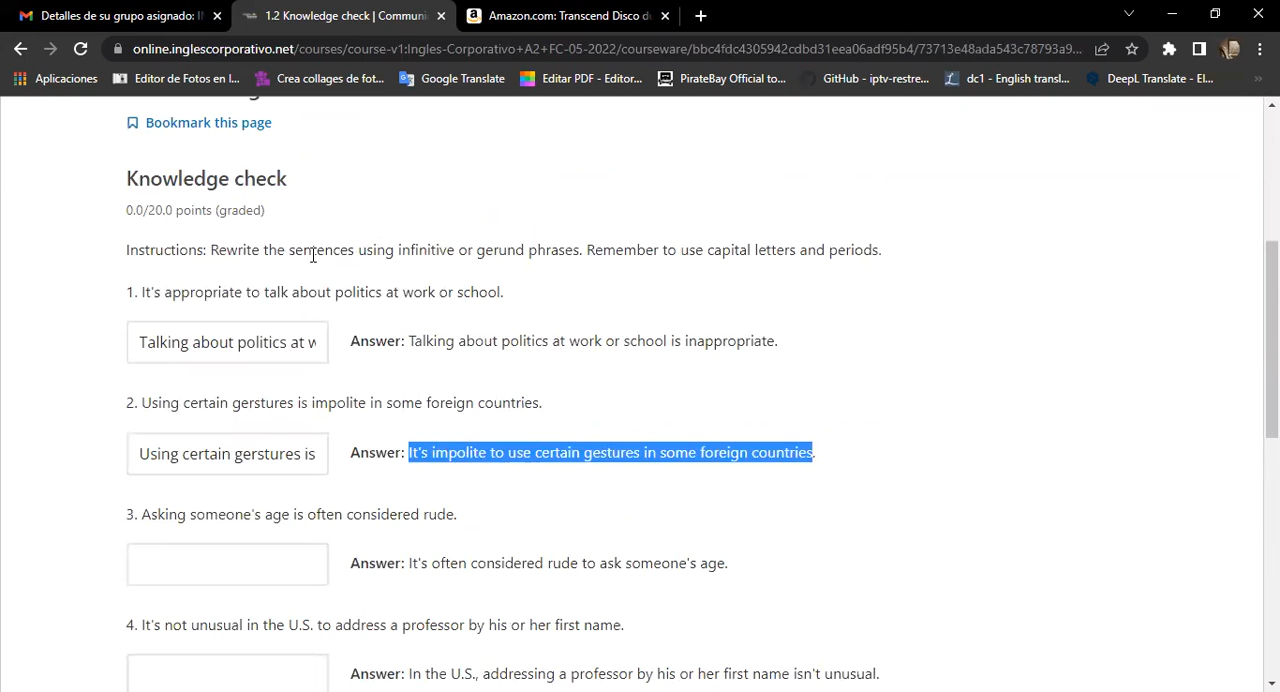 Detalles de su grupo asignado: I
1.2 Knowledge check | Communi
Amazon.com: Transcend Disco d
online.inglescorporativo.net/courses/course-v1:Ingles-Corporativo+A2+FC-05-2022/courseware/bbc4fdc4305942cdbd31eea06adf95b4/73713e48ada543c78793a9...
Aplicaciones
Editor de Fotos en l...
Crea collages de fot...
Google Translate
Editar PDF - Editor...
PirateBay Official to...
GitHub - iptv-restre...
dc1 - English transl...
DeepL Translate - El...
Bookmark this page
Knowledge check
0.0/20.0 points (graded)
Instructions: Rewrite the sentences using infinitive or gerund phrases. Remember to use capital letters and periods.
1. It's appropriate to talk about politics at work or school.
Talking about politics at w
Answer: Talking about politics at work or school is inappropriate.
2. Using certain gerstures is impolite in some foreign countries.
Using certain gerstures is
Answer: It's impolite to use certain gestures in some foreign countries.
3. Asking someone's age is often considered rude.
Answer: It's often considered rude to ask someone's age.
4. It's not unusual in the U.S. to address a professor by his or her first name.
Answer: In the U.S., addressing a professor by his or her first name isn't unusual.